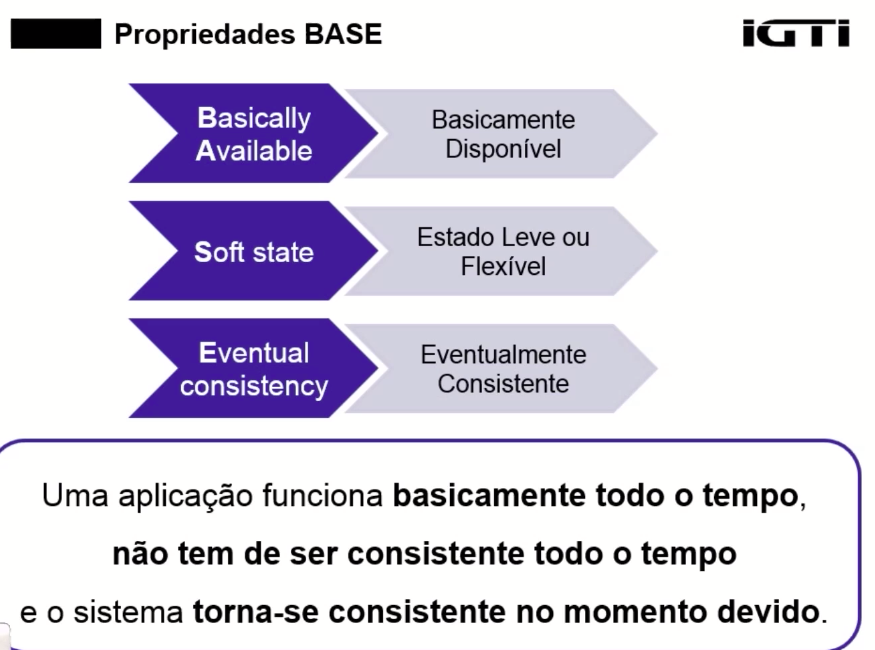 Propriedades BASE
iGTi
Basically
Available
Basicamente
Disponível
Soft state
Estado Leve ou
Flexível
Eventual
consistency
Eventualmente
Consistente
Uma aplicação funciona basicamente todo o tempo,
não tem de ser consistente todo o tempo
e o sistema torna-se consistente no momento devido.